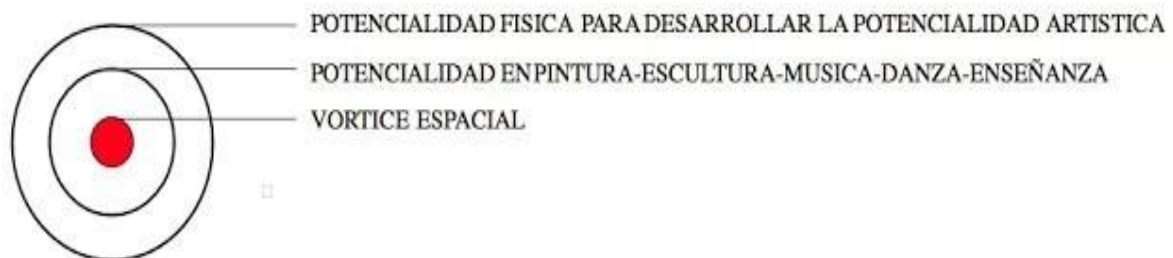 POTENCIALIDAD FISICA PARA DESARROLLAR LA POTENCIALIDAD ARTISTICA
POTENCIALIDAD ENPINTURA-ESCULTURA-MUSICA-DANZA-ENSEÑANZA
VORTICE ESPACIAL